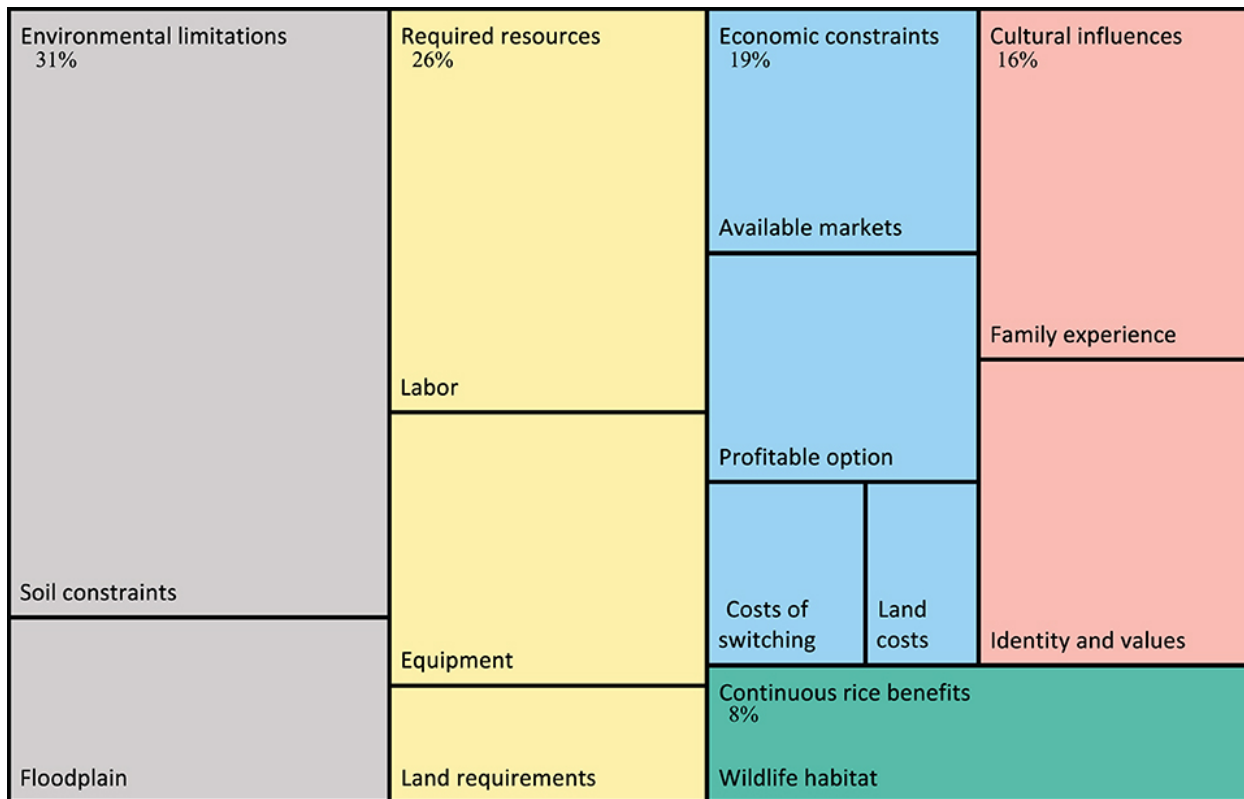 Environmental limitations
31%
Soil constraints
Floodplain
Required resources
26%
Labor
Equipment
Land requirements
Economic constraints
19%
Available markets
Profitable option
Costs of
switching
Land
costs
Cultural influences
16%
Family experience
Identity and values
Continuous rice benefits
8%
Wildlife habitat